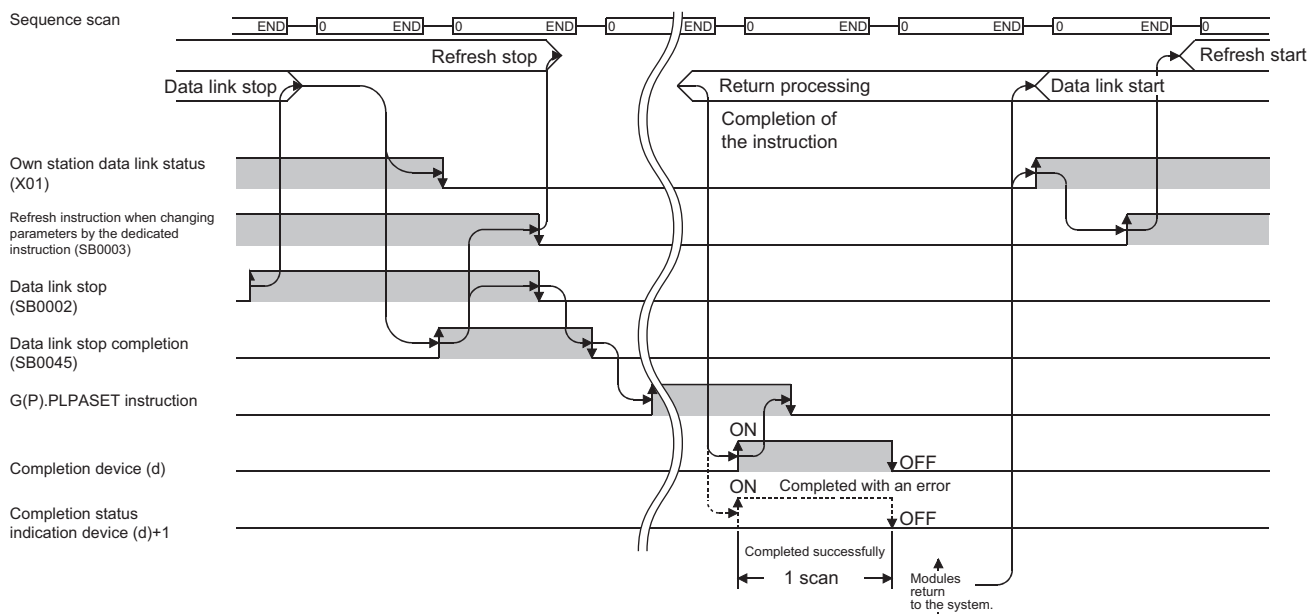 Sequence scan
END 0 END 0 END 0 END 0 END 0 END 0 END 0
Refresh stop
Refresh start
Data link stop
Return processing
Data link start
Completion of
the instruction
Own station data link status
(X01)
Refresh instruction when changing
parameters by the dedicated
instruction (SB0003)
Data link stop
(SB0002)
Data link stop completion
(SB0045)
G(P).PLPASET instruction
ON
Completion device (d)
OFF
ON
Completed with an error
Completion status
indication device (d)+1
OFF
Completed successfully
1 scan
Modules
return
to the system.